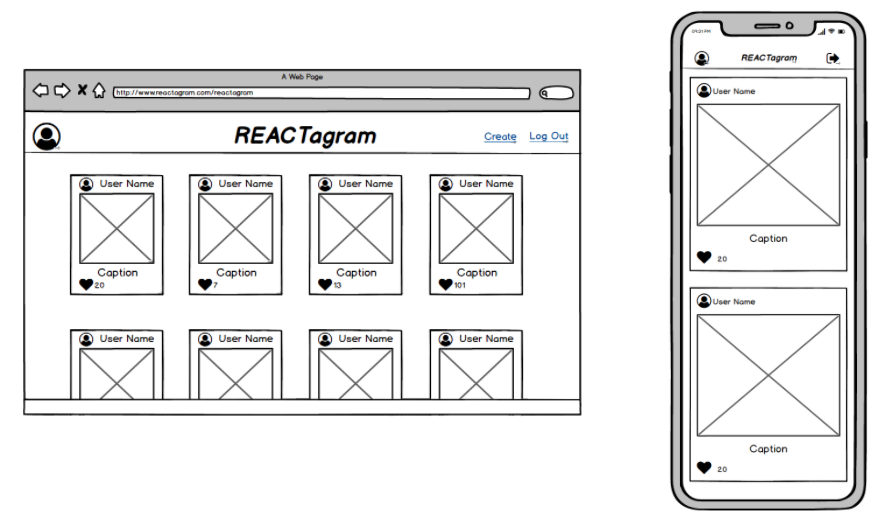 A Web Page
http://www.reactogram.com/reactogram
REACTagram
Create Log Out
User Name User Name User Name User Name
Caption Caption Caption Caption
20 7 13 101
User Name User Name User Name User Name
09:21 AM
REACTagram
User Name
Caption
20
User Name
Caption
20